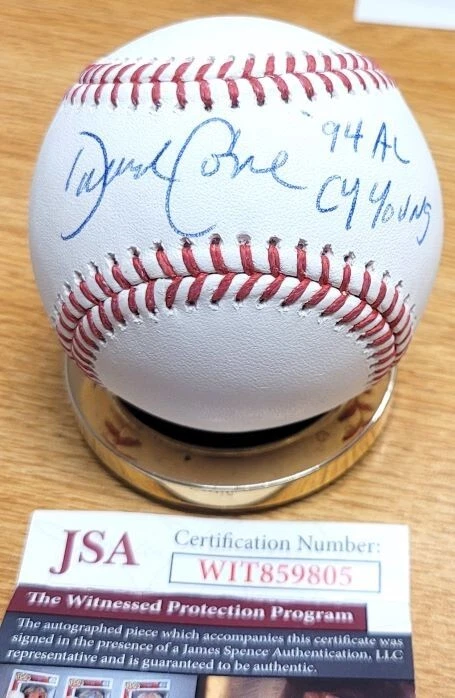 David Cone
'94 AL
CY YOUNG
JSA
Certification Number:
WIT859805
The Witnessed Protection Program
The autographed piece which accompanies this certificate was
signed in the presence of a James Spence Authentication, LLC
representative and is guaranteed to be authentic.